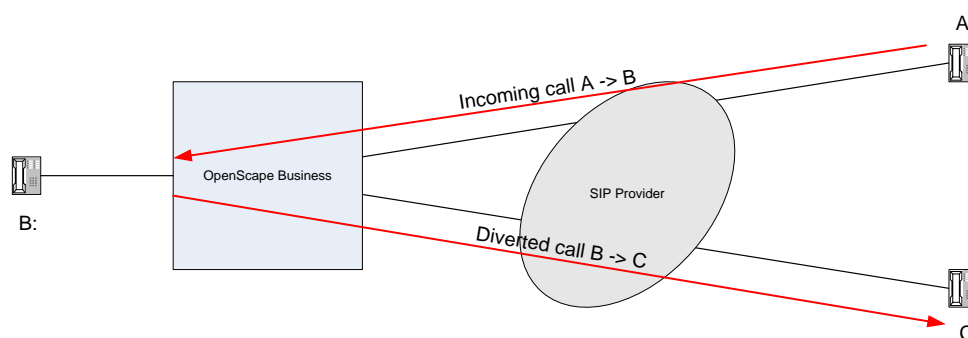 A
Incoming call A -> B
OpenScape Business
SIP Provider
B:
Diverted call B -> C
C